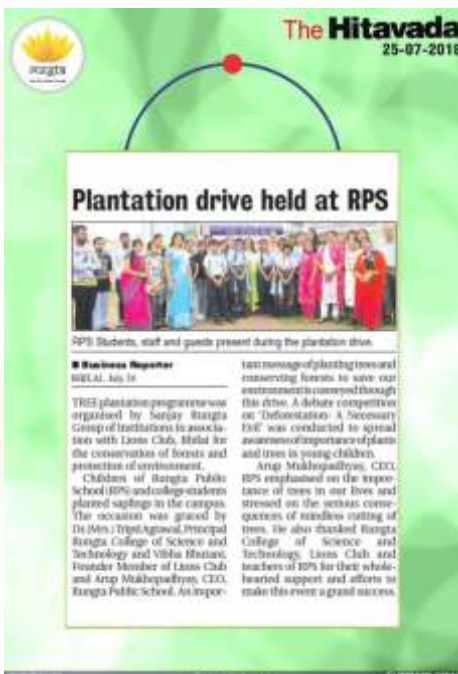 The Hitavada
25-07-2018
rungta
Plantation drive held at RPS
RPS Students, staff and guests present during the plantation drive.
■ Business Reporter
BHILAI, July 24
TREE plantation programme was
organised by Sanjay Rungta
Group of Institutions in associa-
tion with Lions Club, Bhilai for
the conservation of forests and
protection of environment.
Children of Rungta Public
School (RPS) and college students
planted saplings in the campus.
The occasion was graced by
Dr. (Mrs.) Tripti Agrawal, Principal
Rungta College of Science and
Technology and Vibha Bhutani,
Founder Member of Lions Club
and Arup Mukhopadhyay, CEO,
Rungta Public School. An impor-
tant message of planting trees and
conserving forests to save our
environment is conveyed through
this drive. A debate competition
on 'Deforestation- A Necessary
Evil' was conducted to spread
awareness of importance of plants
and trees in young children.
Arup Mukhopadhyay, CEO,
RPS emphasised on the impor-
tance of trees in our lives and
stressed on the serious conse-
quences of mindless cutting of
trees. He also thanked Rungta
College of Science and
Technology, Lions Club and
teachers of RPS for their whole-
hearted support and efforts to
make this event a grand success.